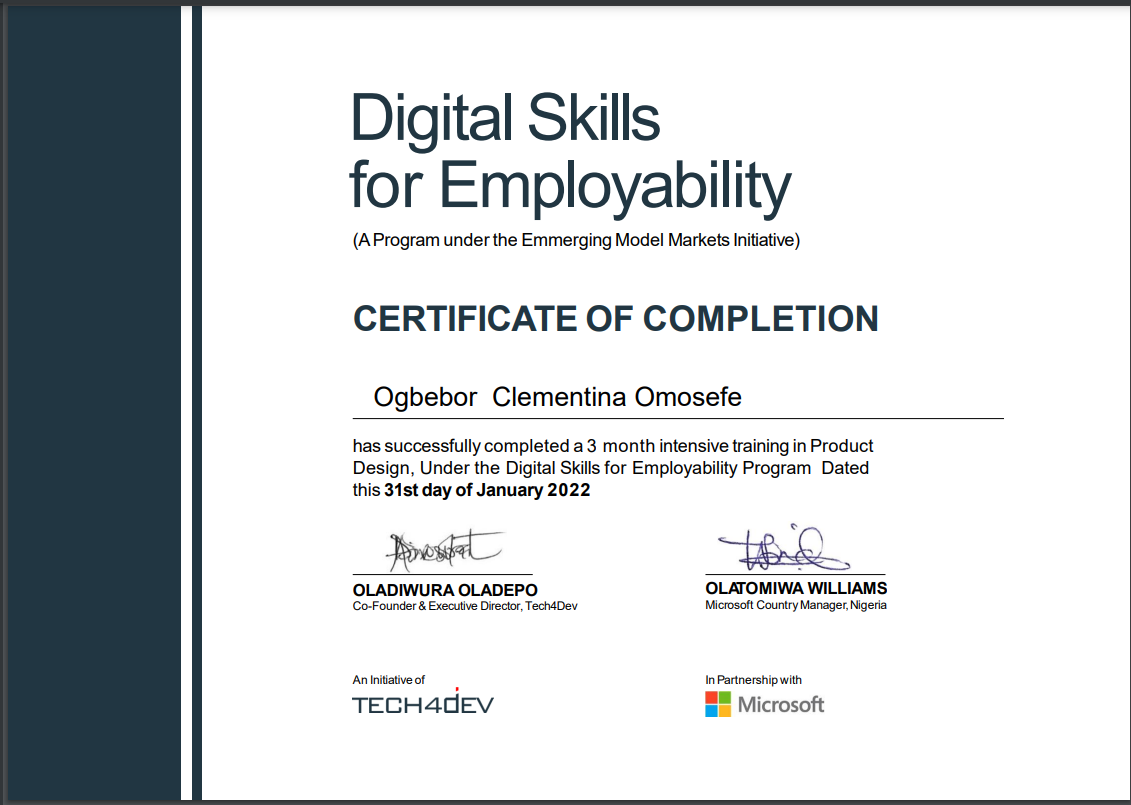 Digital Skills
for Employability
(A Program under the Emmerging Model Markets Initiative)
CERTIFICATE OF COMPLETION
Ogbebor Clementina Omosefe
has successfully completed a 3 month intensive training in Product
Design, Under the Digital Skills for Employability Program Dated
this 31st day of January 2022
OLADIWURA OLADEPO
Co-Founder & Executive Director, Tech4Dev
OLATOMIWA WILLIAMS
Microsoft Country Manager, Nigeria
An Initiative of
TECH4dEV
In Partnership with
Microsoft